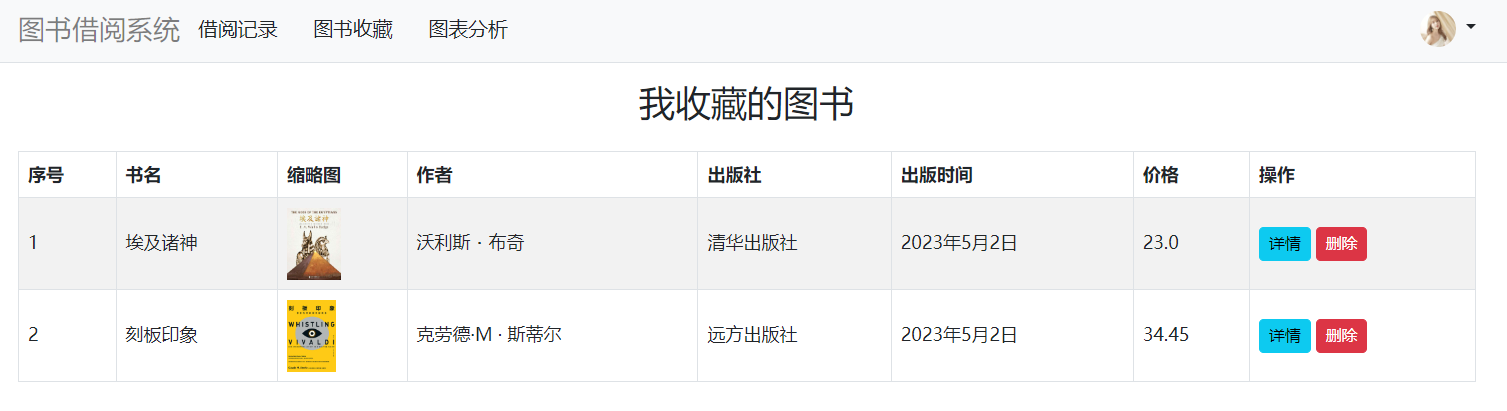 图书借阅系统 借阅记录 图书收藏 图表分析
我收藏的图书
序号 书名 缩略图 作者 出版社 出版时间 价格 操作
1 埃及诸神 沃利斯 · 布奇 清华出版社 2023年5月2日 23.0 详情 删除
埃及诸神
2 刻板印象 克劳德·M · 斯蒂尔 远方出版社 2023年5月2日 34.45 详情 删除
刻板印象
WHISTLING
VIVALDI